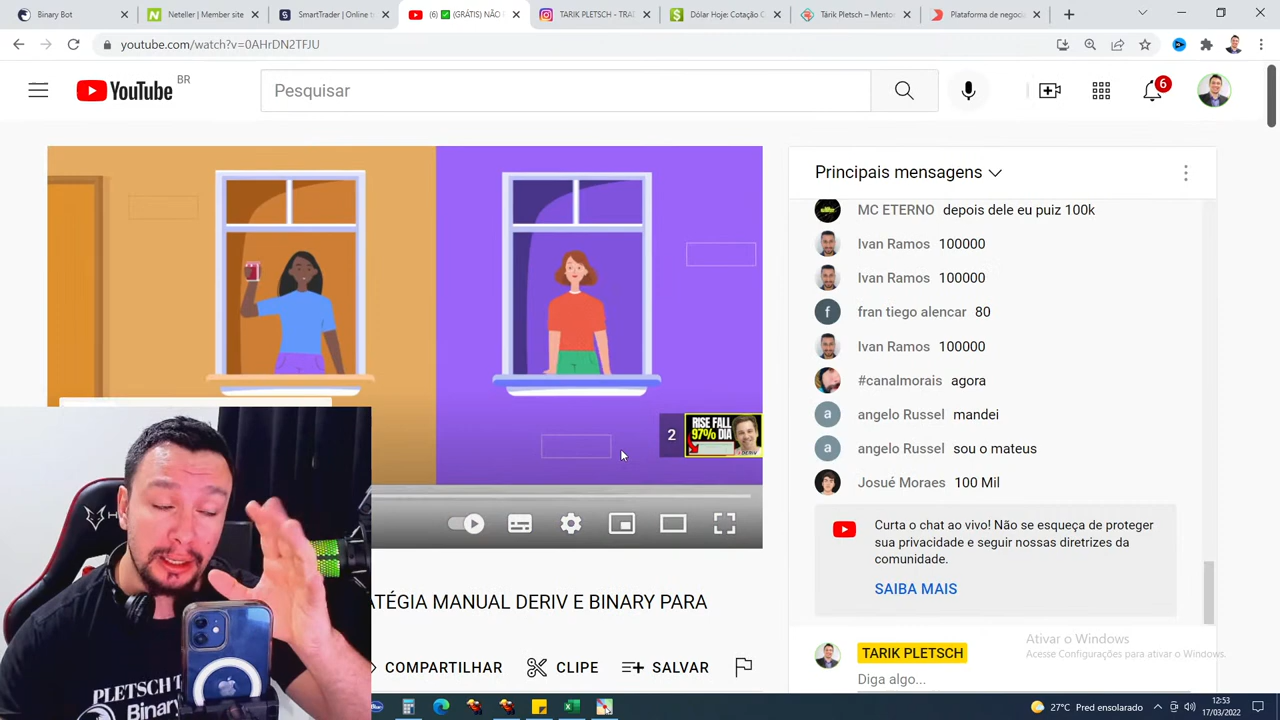 Binary Bot
Neteller | Member site
SmartTrader | Online t
(6) ✅ (GRÁTIS) NÃO
TARIK PLETSCH - TRA
Dólar Hoje: Cotação C
Tárik Pletsch – Mento
Plataforma de negocia
youtube.com/watch?v=0AHrDN2TFJU
YouTube BR
Pesquisar
6
Principais mensagens
MC ETERNO depois dele eu puiz 100k
Ivan Ramos 100000
Ivan Ramos 100000
f fran tiego alencar 80
Ivan Ramos 100000
#canalmorais agora
a angelo Russel mandei
a angelo Russel sou o mateus
Josué Moraes 100 Mil
Curta o chat ao vivo! Não se esqueça de proteger
sua privacidade e seguir nossas diretrizes da
comunidade.
SAIBA MAIS
TARIK PLETSCH
Diga algo...
2
RISE FALL
97% DIA
ATÉGIA MANUAL DERIV E BINARY PARA
COMPARTILHAR
CLIPE
SALVAR
Ativar o Windows
Acesse Configurações para ativar o Windows.
PLETSCH T
Binary
27°C Pred ensolarado
12:53
17/03/2022